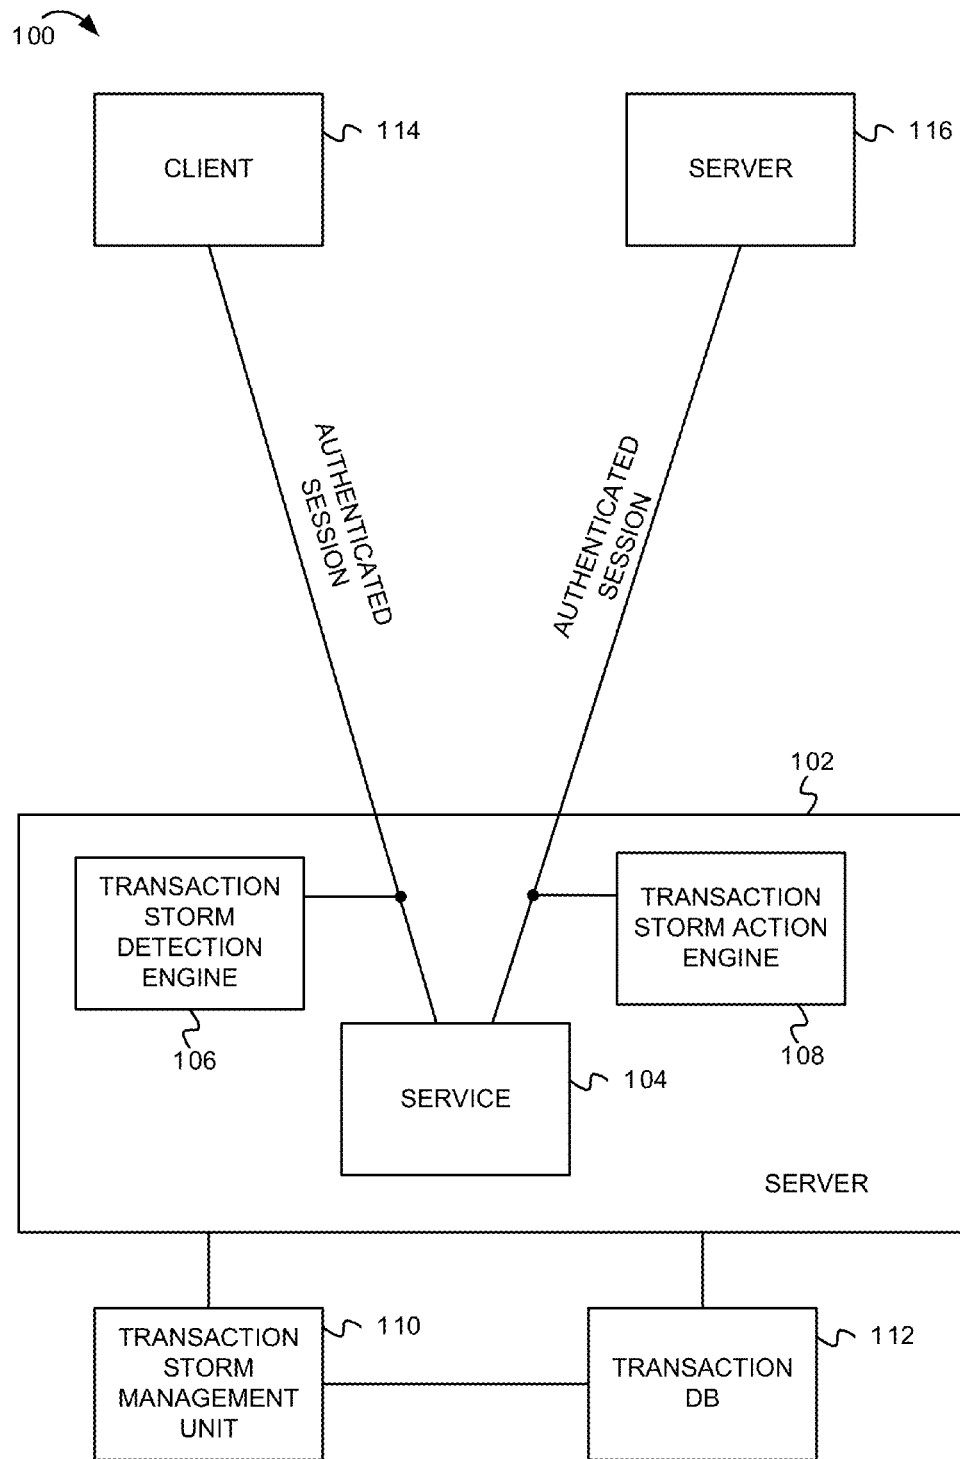 100
CLIENT
114
SERVER
116
AUTHENTICATED
SESSION
AUTHENTICATED
SESSION
102
TRANSACTION
STORM
DETECTION
ENGINE
106
TRANSACTION
STORM ACTION
ENGINE
108
SERVICE
104
SERVER
TRANSACTION
STORM
MANAGEMENT
UNIT
110
TRANSACTION
DB
112